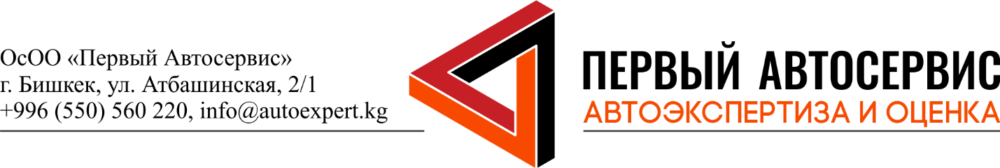 ОсОО «Первый Автосервис»
г. Бишкек, ул. Атбашинская, 2/1
+996 (550) 560 220, info@autoexpert.kg
ПЕРВЫЙ АВТОСЕРВИС
АВТОЭКСПЕРТИЗА И ОЦЕНКА